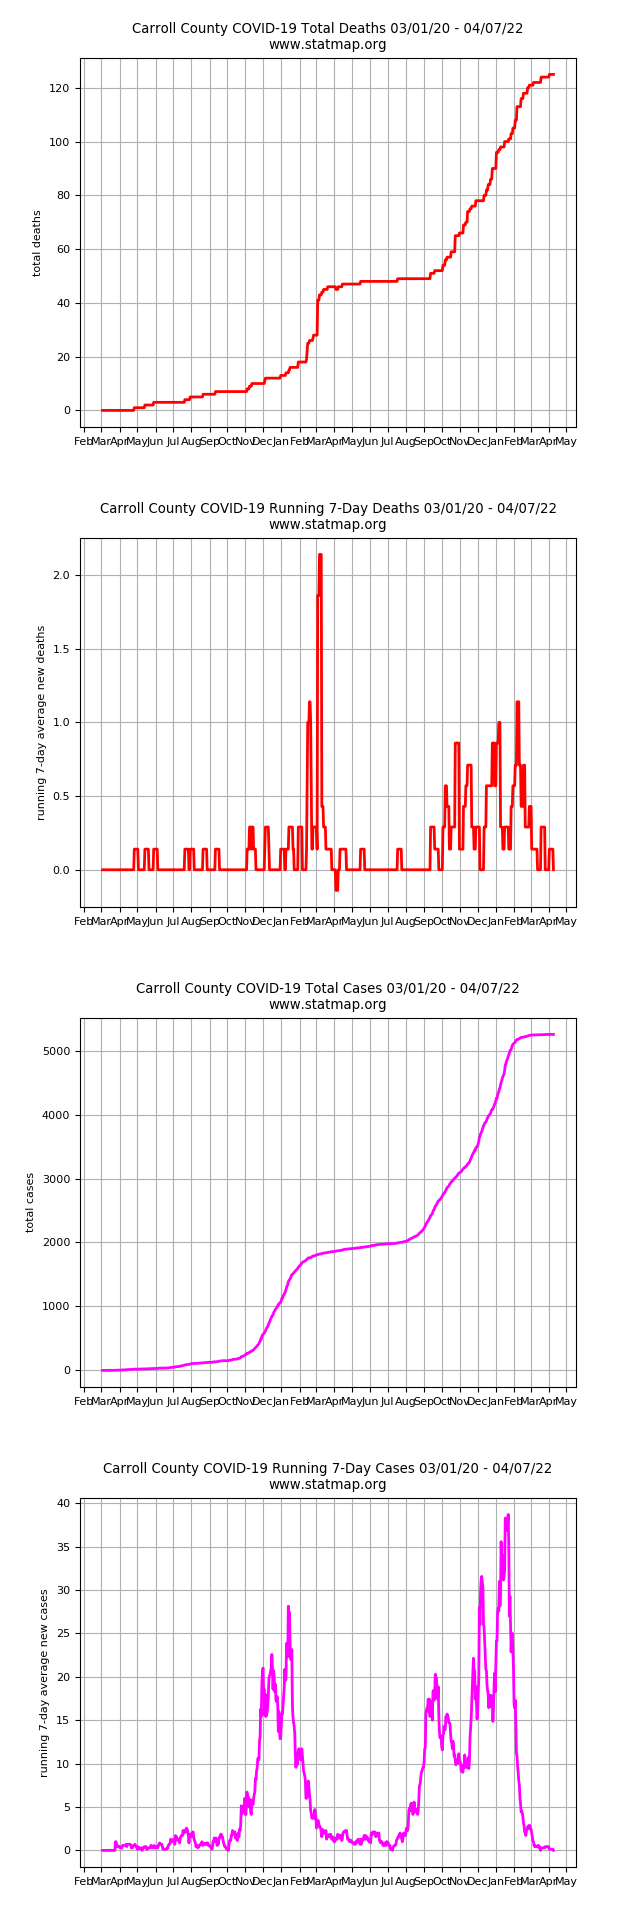 Carroll County COVID-19 Total Deaths 03/01/20 - 04/07/22
www.statmap.org
total deaths
120
100
80
60
40
20
0
Feb Mar Apr May Jun Jul Aug Sep Oct Nov Dec Jan Feb Mar Apr May Jun Jul Aug Sep Oct Nov Dec Jan Feb Mar Apr May
Carroll County COVID-19 Running 7-Day Deaths 03/01/20 - 04/07/22
www.statmap.org
running 7-day average new deaths
2.0
1.5
1.0
0.5
0.0
Feb Mar Apr May Jun Jul Aug Sep Oct Nov Dec Jan Feb Mar Apr May Jun Jul Aug Sep Oct Nov Dec Jan Feb Mar Apr May
Carroll County COVID-19 Total Cases 03/01/20 - 04/07/22
www.statmap.org
total cases
5000
4000
3000
2000
1000
0
Feb Mar Apr May Jun Jul Aug Sep Oct Nov Dec Jan Feb Mar Apr May Jun Jul Aug Sep Oct Nov Dec Jan Feb Mar Apr May
Carroll County COVID-19 Running 7-Day Cases 03/01/20 - 04/07/22
www.statmap.org
running 7-day average new cases
40
35
30
25
20
15
10
5
0
Feb Mar Apr May Jun Jul Aug Sep Oct Nov Dec Jan Feb Mar Apr May Jun Jul Aug Sep Oct Nov Dec Jan Feb Mar Apr May